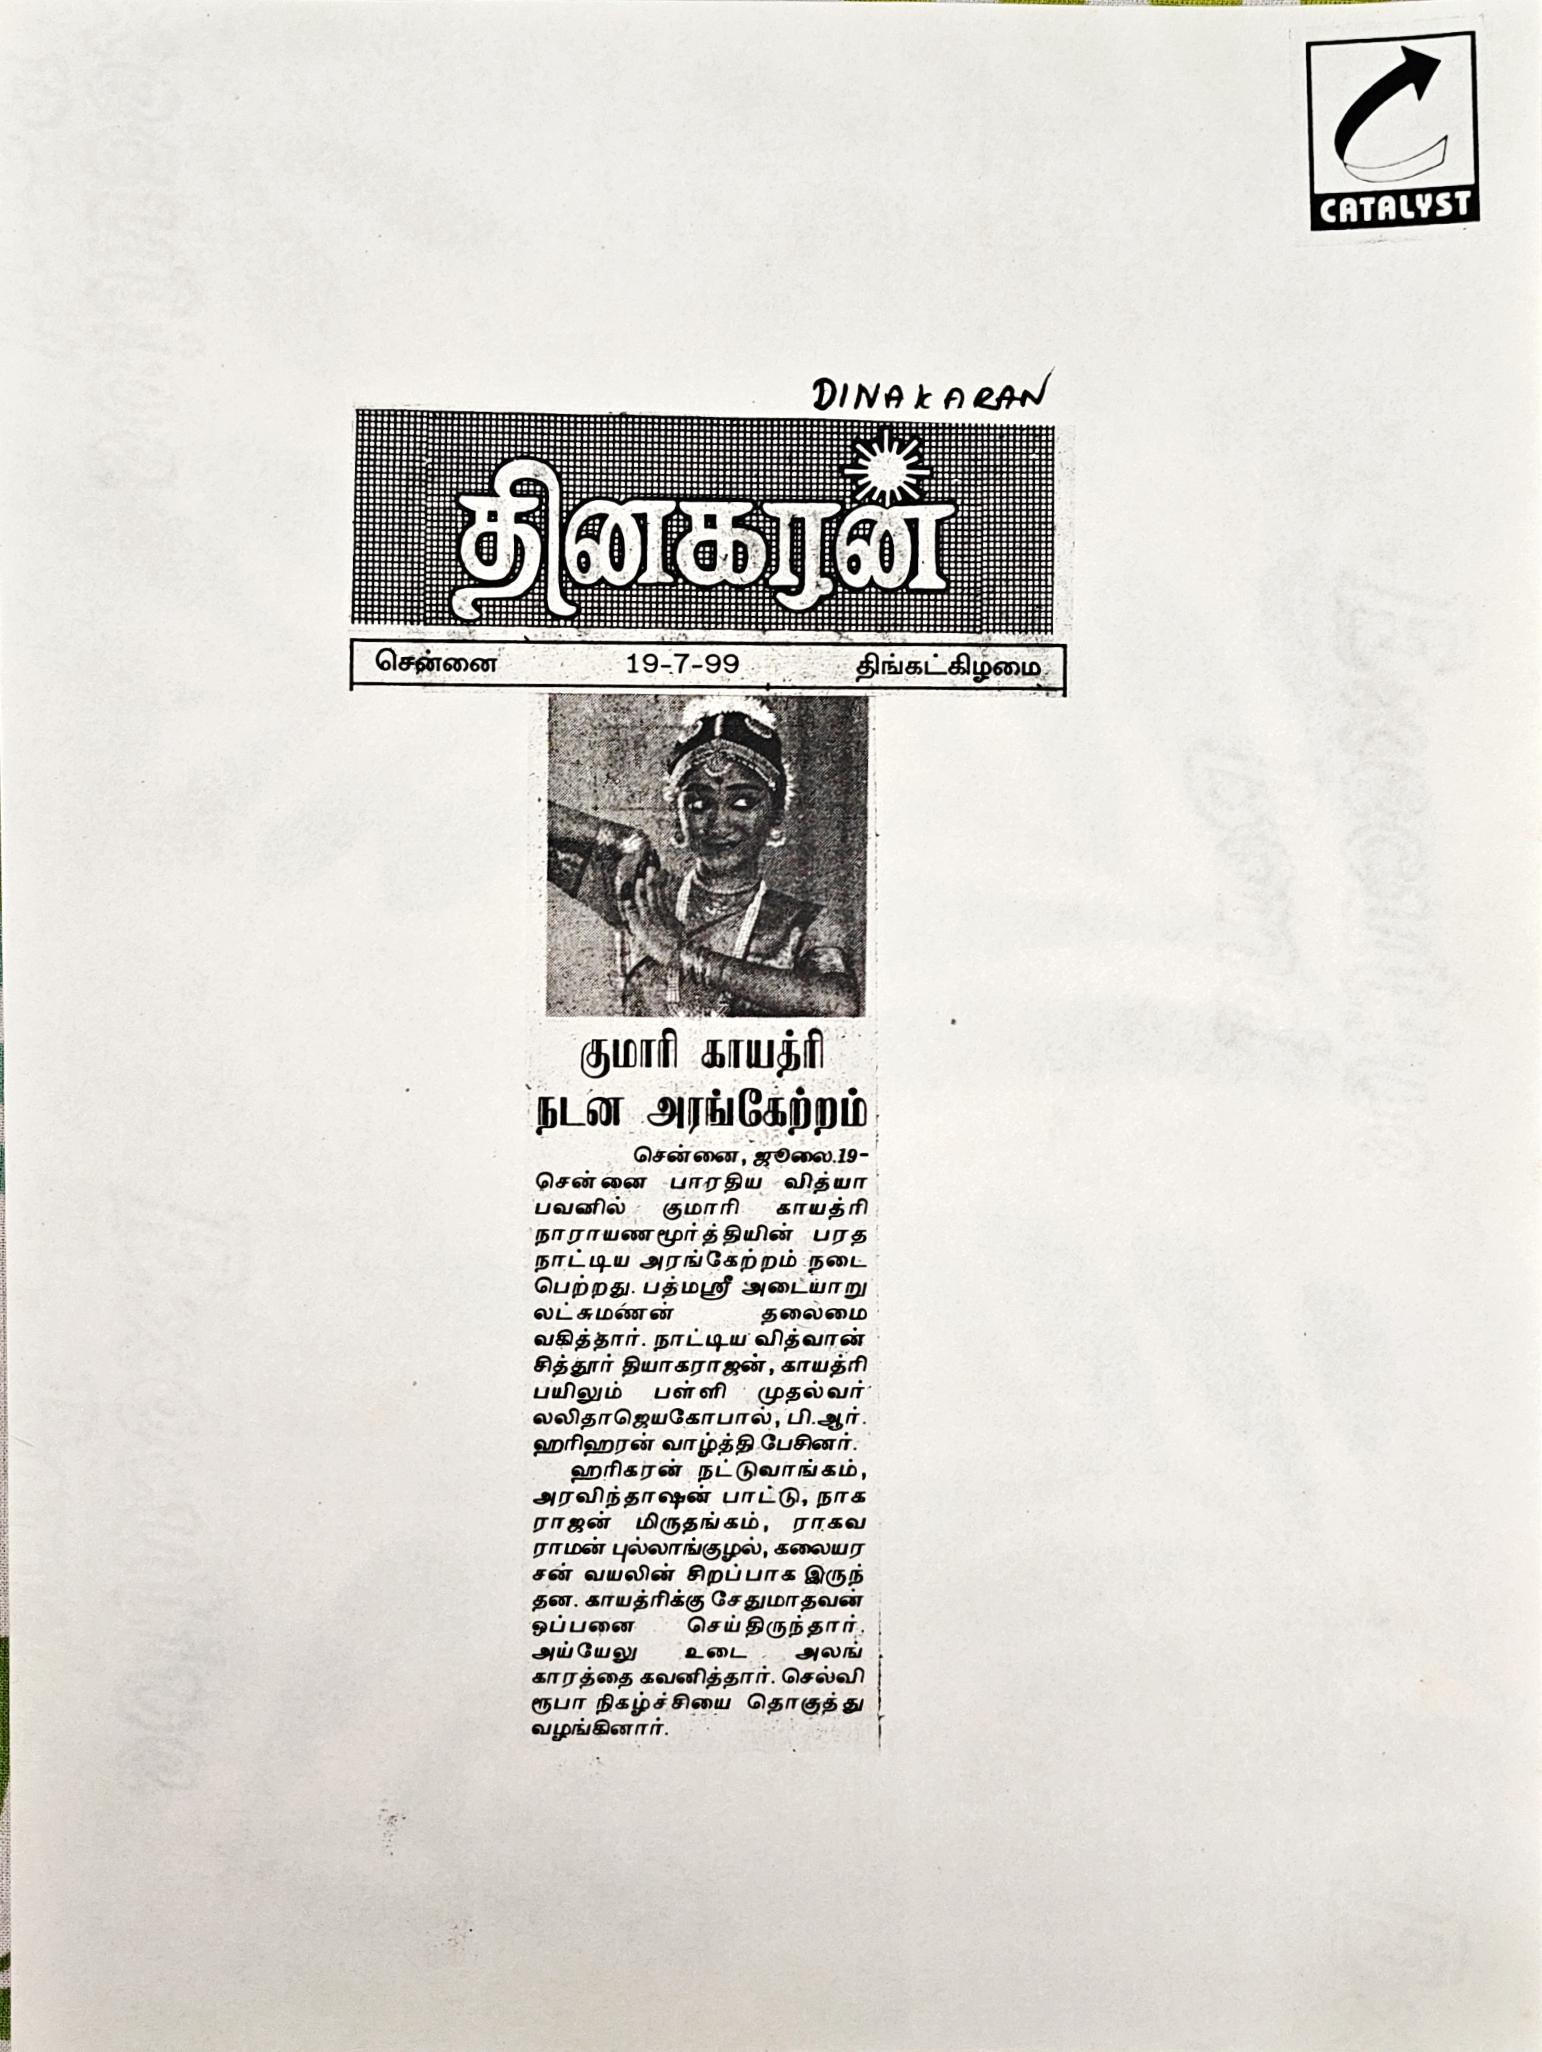 CATALYST
DINAKARAN
தினகரன்
சென்னை 19-7-99 திங்கட்கிழமை
குமாரி காயத்ரி
நடன அரங்கேற்றம்
சென்னை, ஜூலை.19-
சென்னை பாரதிய வித்யா
பவனில் குமாரி காயத்ரி
நாராயணமூர்த்தியின் பரத
நாட்டிய அரங்கேற்றம் நடை
பெற்றது. பத்மஸ்ரீ அடையாறு
லட்சுமணன் தலைமை
வகித்தார். நாட்டிய வித்வான்
சித்தூர் தியாகராஜன், காயத்ரி
பயிலும் பள்ளி முதல்வர்
லலிதாஜெயகோபால், பி.ஆர்.
ஹரிஹரன் வாழ்த்தி பேசினர்.
ஹரிகரன் நட்டுவாங்கம்,
அரவிந்தாஷன் பாட்டு, நாக
ராஜன் மிருதங்கம், ராகவ
ராமன் புல்லாங்குழல், கலையர
சன் வயலின் சிறப்பாக இருந்
தன. காயத்ரிக்கு சேதுமாதவன்
ஒப்பனை செய்திருந்தார்.
அய்யேலு உடை அலங்
காரத்தை கவனித்தார். செல்வி
ரூபா நிகழ்ச்சியை தொகுத்து
வழங்கினார்.